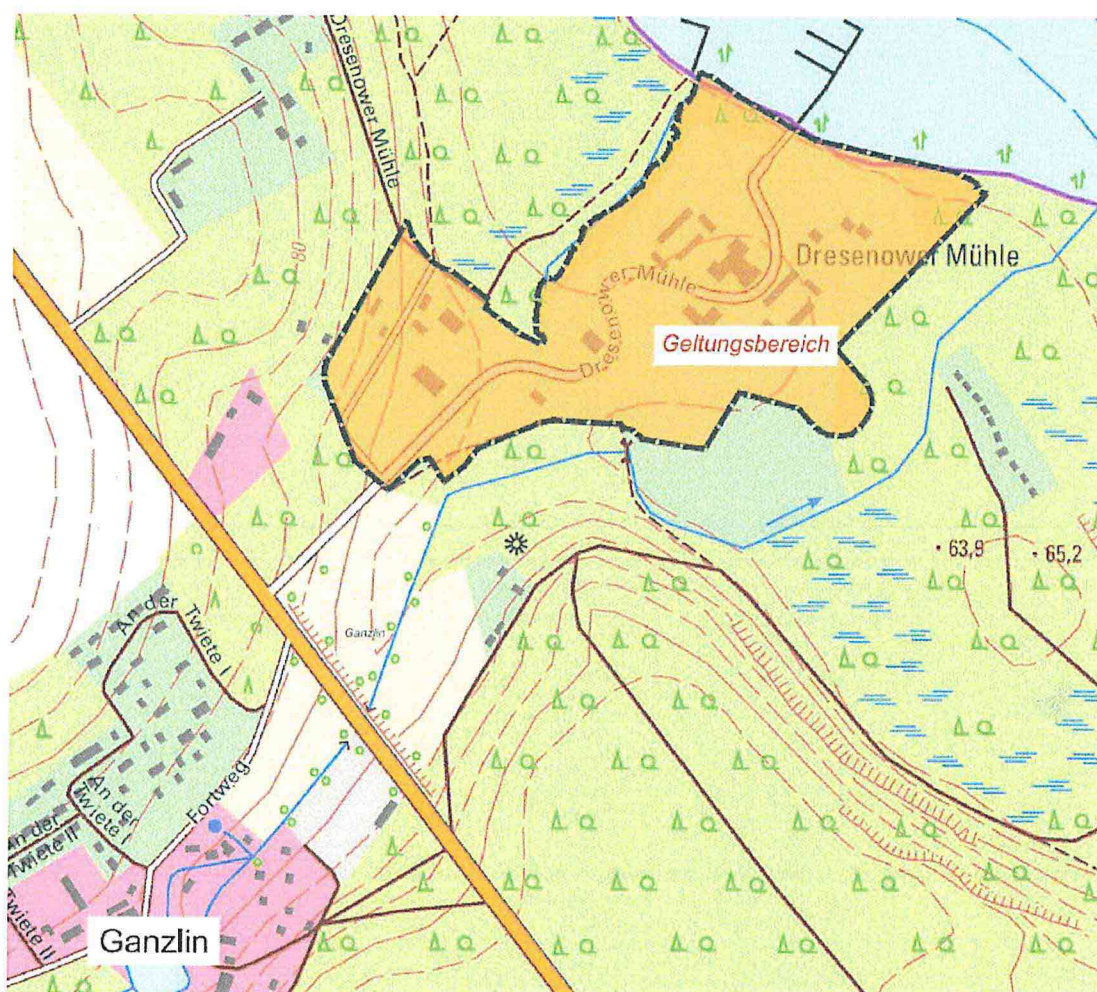 Dresenower Mühle
80
Dresenower Mühle
Dresenower Mühle
Geltungsbereich
63,9
65,2
An der Twiete I
Ganzlin
Fortweg
An der
Twiete I
An der
Twiete II
Twiete II
Ganzlin